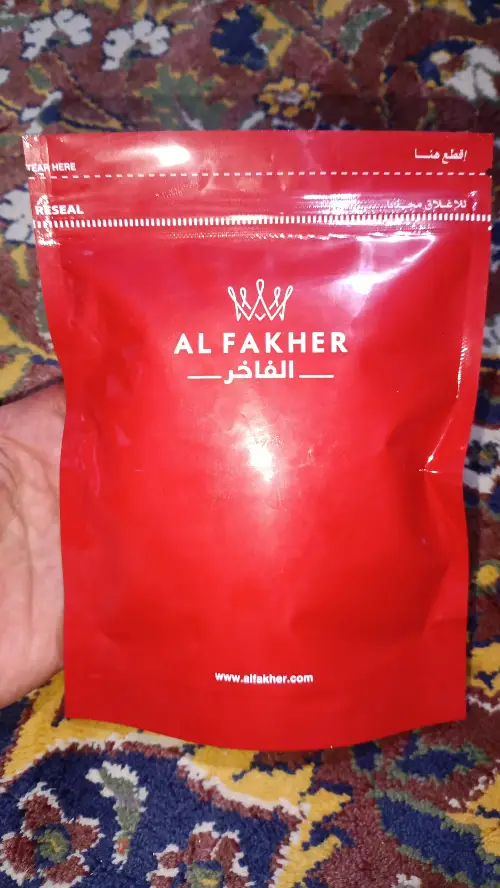 TEAR HERE
إقطع هنا
RESEAL
للإغلاق مجددا
AL FAKHER
الفاخر
www.alfakher.com